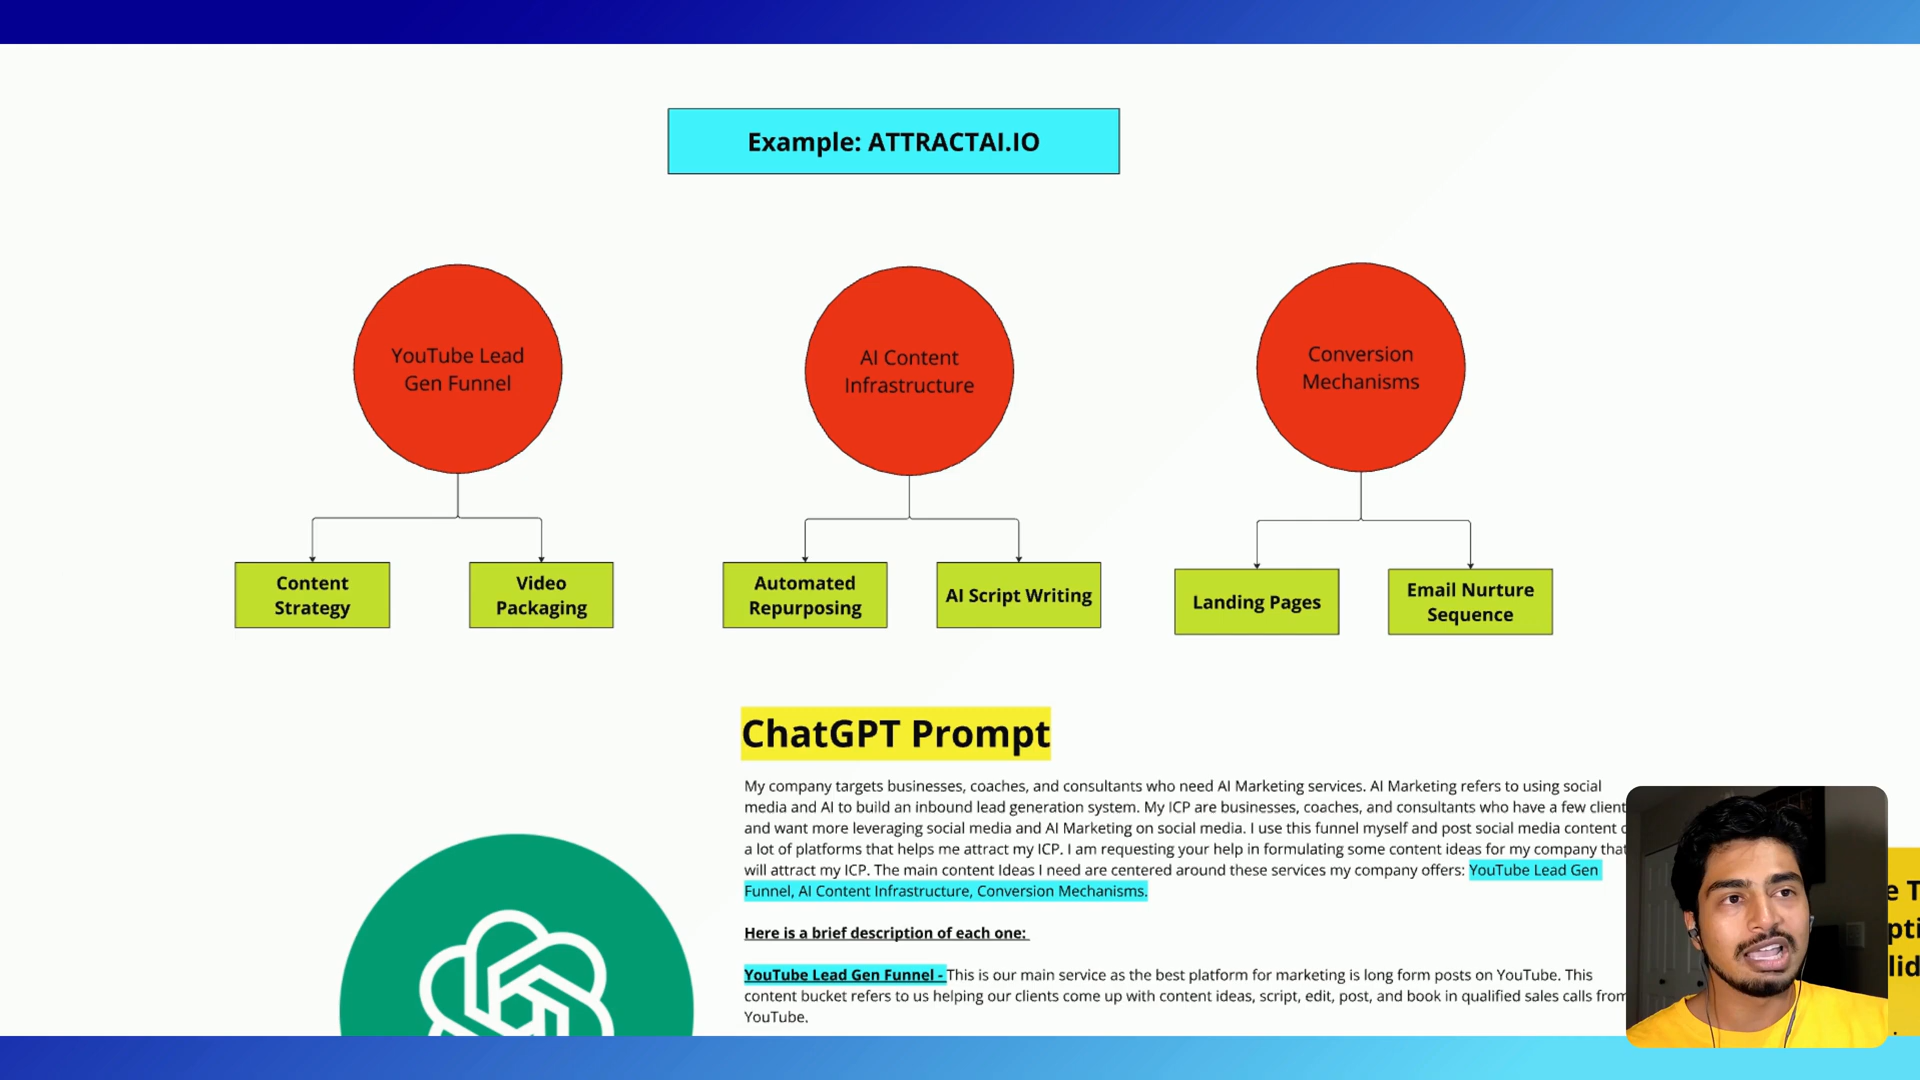 Example: ATTRACTAI.IO
YouTube Lead
Gen Funnel
AI Content
Infrastructure
Conversion
Mechanisms
Content
Strategy
Video
Packaging
Automated
Repurposing
AI Script Writing
Landing Pages
Email Nurture
Sequence
ChatGPT Prompt
My company targets businesses, coaches, and consultants who need AI Marketing services. AI Marketing refers to using social
media and AI to build an inbound lead generation system. My ICP are businesses, coaches, and consultants who have a few client
and want more leveraging social media and AI Marketing on social media. I use this funnel myself and post social media content
a lot of platforms that helps me attract my ICP. I am requesting your help in formulating some content ideas for my company that
will attract my ICP. The main content Ideas I need are centered around these services my company offers: YouTube Lead Gen
Funnel, AI Content Infrastructure, Conversion Mechanisms.
Here is a brief description of each one:
YouTube Lead Gen Funnel - This is our main service as the best platform for marketing is long form posts on YouTube. This
content bucket refers to us helping our clients come up with content ideas, script, edit, post, and book in qualified sales calls from
YouTube.